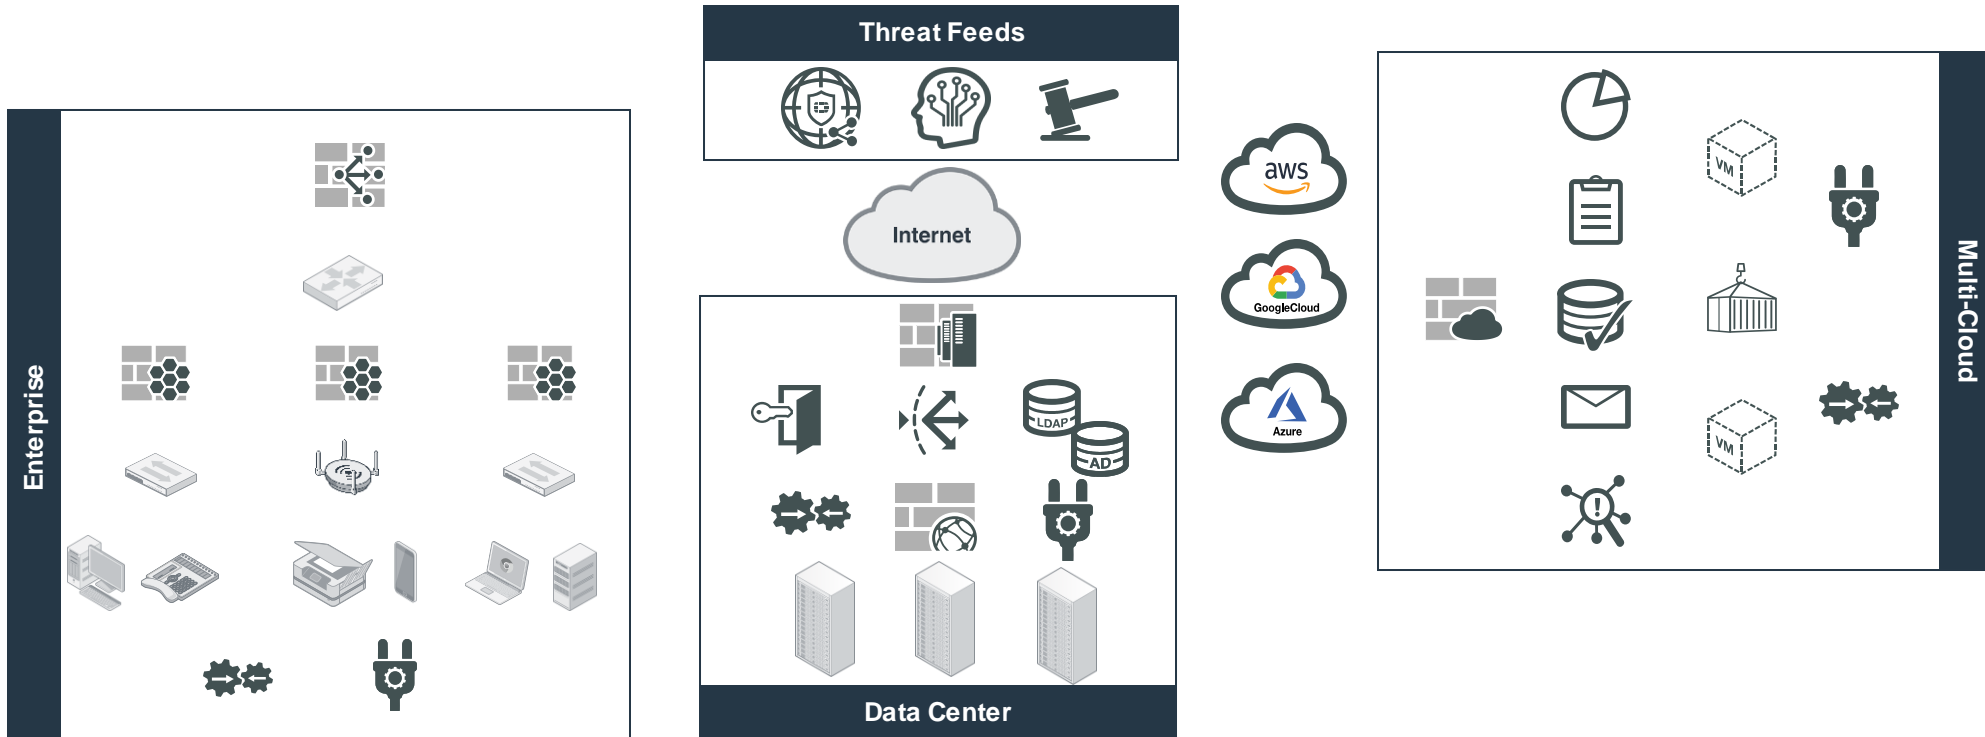 Threat Feeds
Enterprise
Internet
aws
GoogleCloud
Azure
LDAP
AD
Data Center
VM
VM
Multi-Cloud